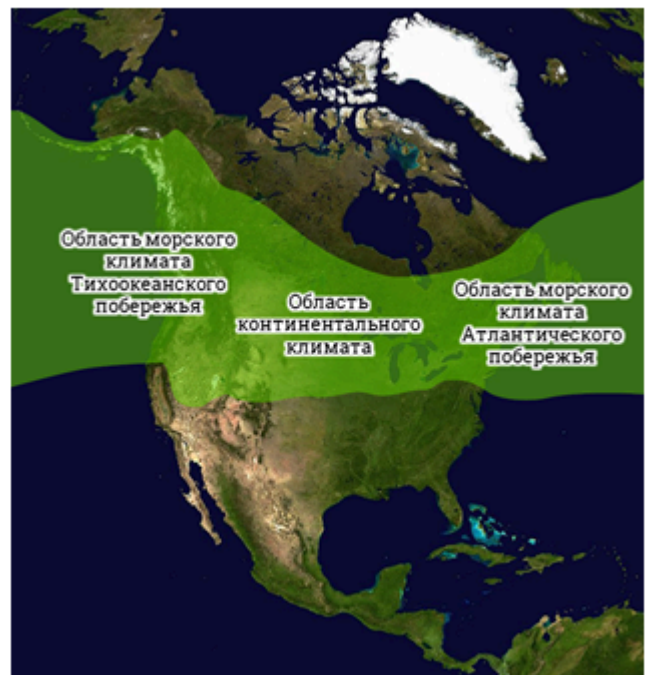 Область морского
климата
Тихоокеанского
побережья
Область
континентального
климата
Область морского
климата
Атлантического
побережья